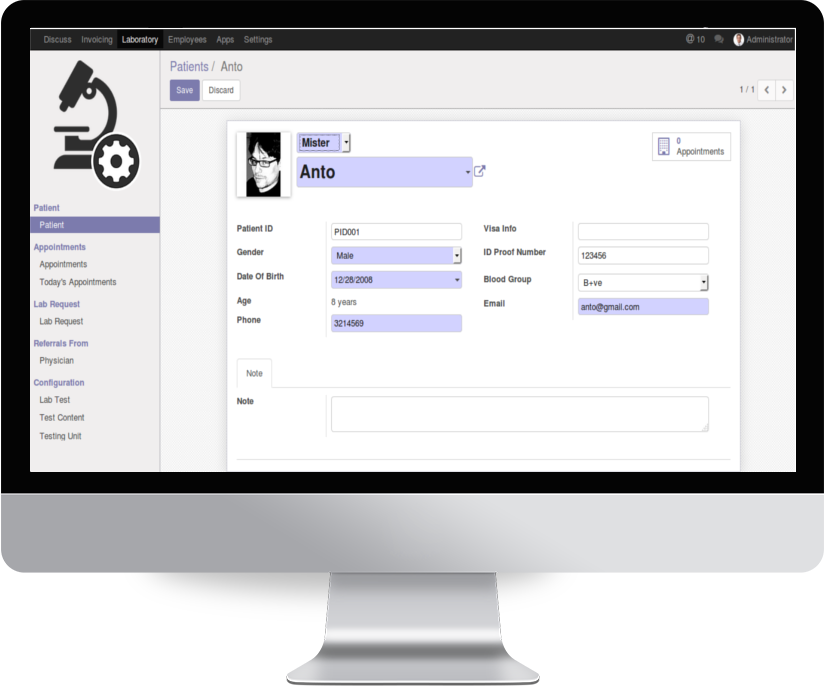 Discuss Invoicing Laboratory Employees Apps Settings @ 10 Administrator
Patients / Anto
Save Discard 1 / 1
Mister
0
Appointments
Anto
Patient
Patient
Appointments
Appointments
Today's Appointments
Lab Request
Lab Request
Referrals From
Physician
Configuration
Lab Test
Test Content
Testing Unit
Patient ID PID001
Gender Male
Date Of Birth 12/28/2008
Age 8 years
Phone 3214569
Visa Info
ID Proof Number 123456
Blood Group B+ve
Email anto@gmail.com
Note
Note